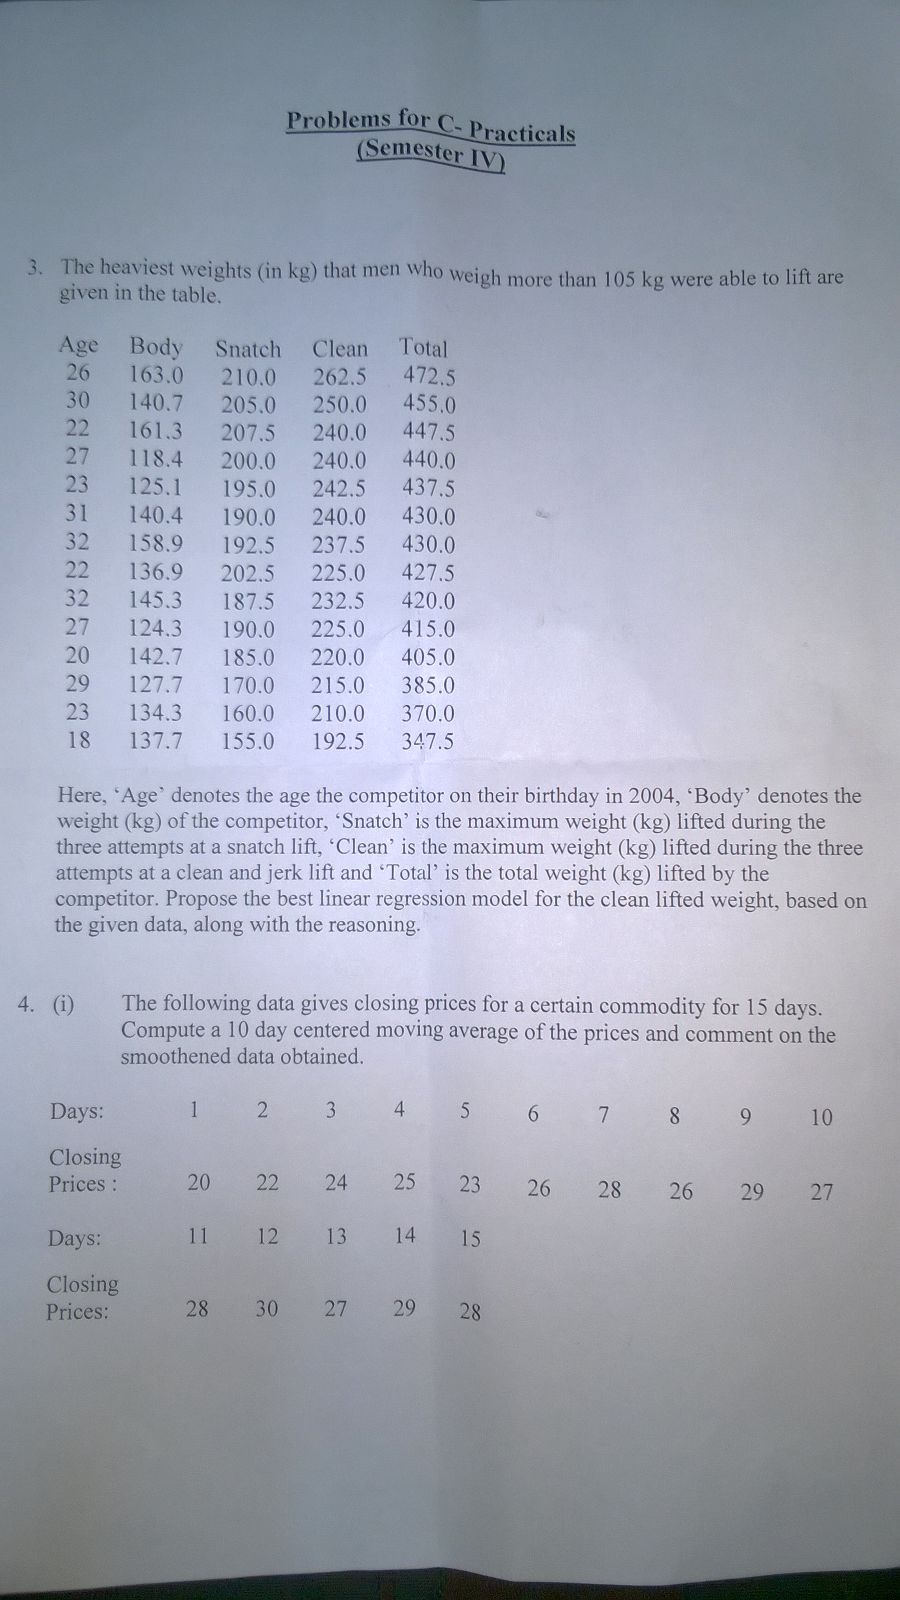 Problems for C- Practicals
(Semester IV)
3. The heaviest weights (in kg) that men who weigh more than 105 kg were able to lift are
given in the table.
Age Body Snatch Clean Total
26 163.0 210.0 262.5 472.5
30 140.7 205.0 250.0 455.0
22 161.3 207.5 240.0 447.5
27 118.4 200.0 240.0 440.0
23 125.1 195.0 242.5 437.5
31 140.4 190.0 240.0 430.0
32 158.9 192.5 237.5 430.0
22 136.9 202.5 225.0 427.5
32 145.3 187.5 232.5 420.0
27 124.3 190.0 225.0 415.0
20 142.7 185.0 220.0 405.0
29 127.7 170.0 215.0 385.0
23 134.3 160.0 210.0 370.0
18 137.7 155.0 192.5 347.5
Here, ‘Age’ denotes the age the competitor on their birthday in 2004, ‘Body’ denotes the
weight (kg) of the competitor, ‘Snatch’ is the maximum weight (kg) lifted during the
three attempts at a snatch lift, ‘Clean’ is the maximum weight (kg) lifted during the three
attempts at a clean and jerk lift and ‘Total’ is the total weight (kg) lifted by the
competitor. Propose the best linear regression model for the clean lifted weight, based on
the given data, along with the reasoning.
4. (i) The following data gives closing prices for a certain commodity for 15 days.
Compute a 10 day centered moving average of the prices and comment on the
smoothened data obtained.
Days: 1 2 3 4 5 6 7 8 9 10
Closing
Prices : 20 22 24 25 23 26 28 26 29 27
Days: 11 12 13 14 15
Closing
Prices: 28 30 27 29 28